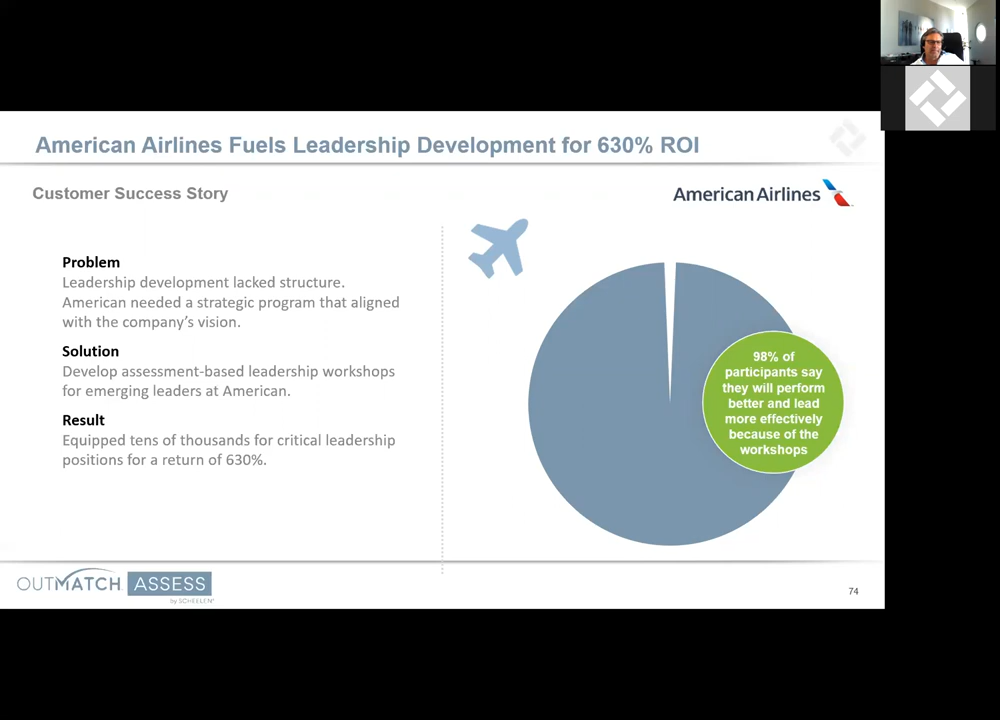 American Airlines Fuels Leadership Development for 630% ROI
Customer Success Story
American Airlines
Problem
Leadership development lacked structure.
American needed a strategic program that aligned
with the company's vision.
Solution
Develop assessment-based leadership workshops
for emerging leaders at American.
Result
Equipped tens of thousands for critical leadership
positions for a return of 630%.
98% of
participants say
they will perform
better and lead
more effectively
because of the
workshops
OUTMATCH ASSESS
by SCHEELEN®
74